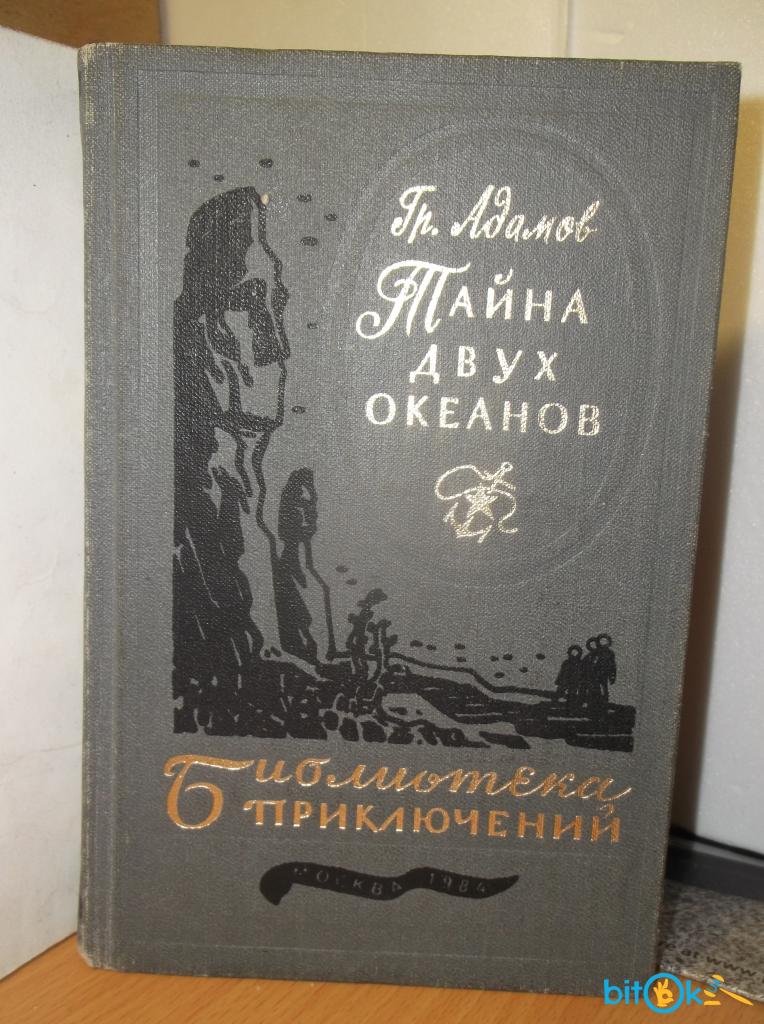 Гр. Адамов
ТАЙНА
ДВУХ
ОКЕАНОВ
Библиотека
ПРИКЛЮЧЕНИЙ
МОСКВА 1984
bitOk